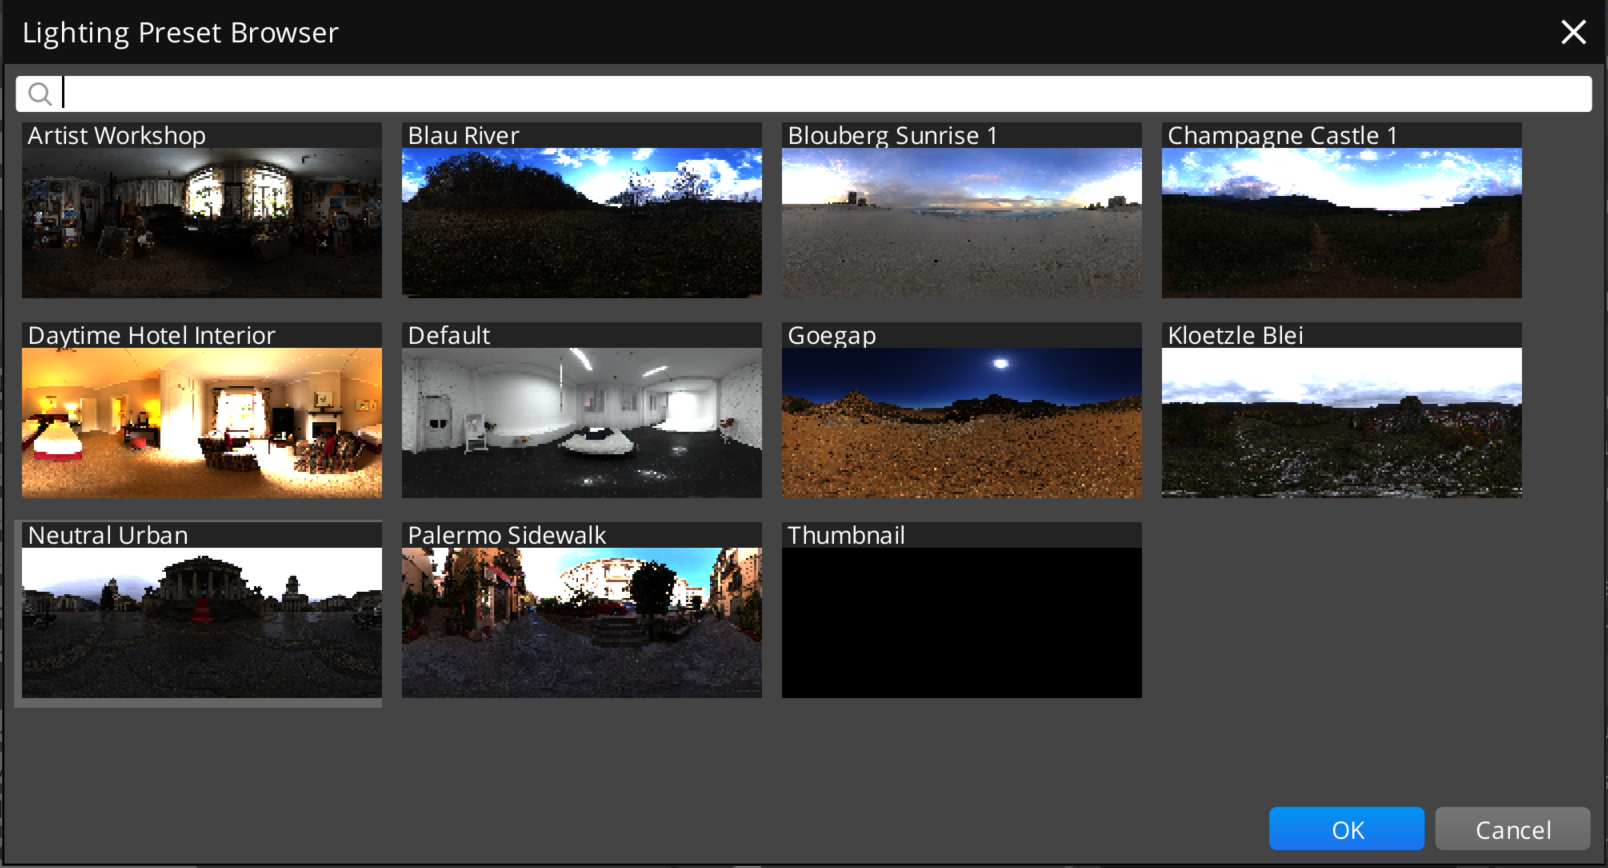 Lighting Preset Browser
Artist Workshop
Blau River
Blouberg Sunrise 1
Champagne Castle 1
Daytime Hotel Interior
Default
Goegap
Kloetzle Blei
Neutral Urban
Palermo Sidewalk
Thumbnail
OK
Cancel